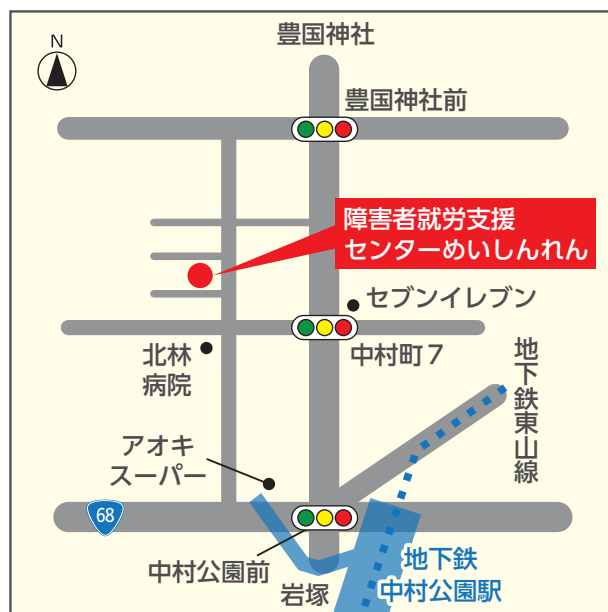 N
豊国神社
豊国神社前
障害者就労支援
センターめいしんれん
セブンイレブン
中村町７
北林
病院
地下鉄東山線
アオキ
スーパー
68
中村公園前
岩塚
地下鉄
中村公園駅